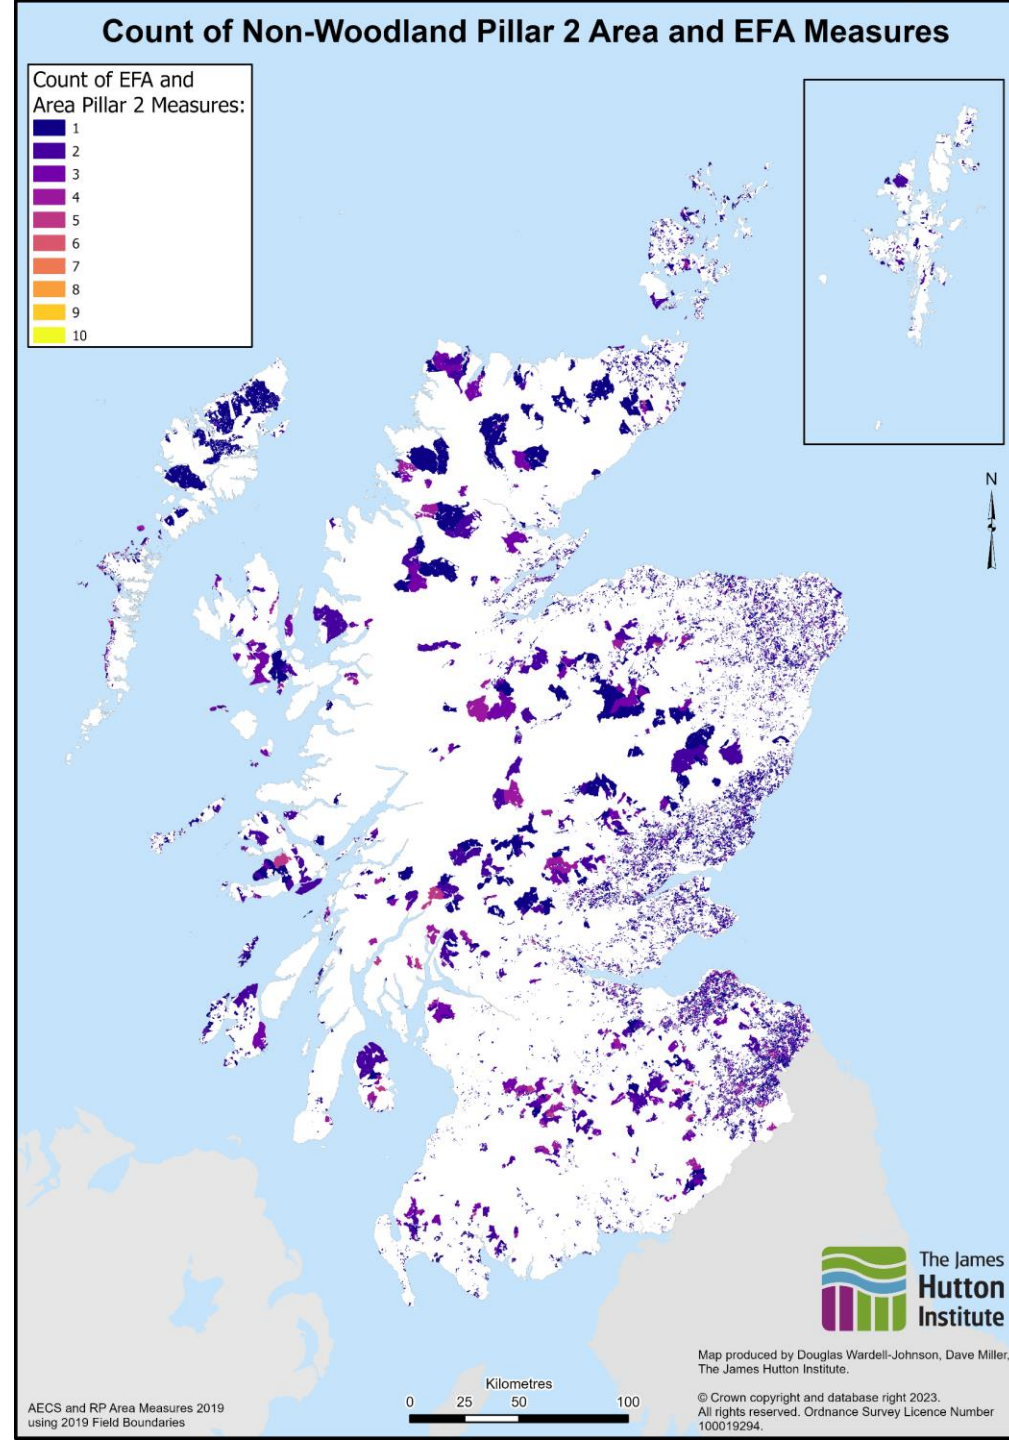 Count of Non-Woodland Pillar 2 Area and EFA Measures
Count of EFA and
Area Pillar 2 Measures:
1
2
3
4
5
6
7
8
9
10
N
The James
Hutton
Institute
Map produced by Douglas Wardell-Johnson, Dave Miller,
The James Hutton Institute.
© Crown copyright and database right 2023.
All rights reserved. Ordnance Survey Licence Number
100019294.
Kilometres
0 25 50 100
AECS and RP Area Measures 2019
using 2019 Field Boundaries